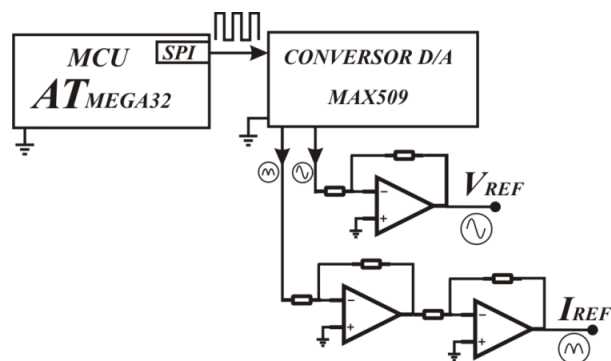 MCU
SPI
ATMEGA32
CONVERSOR D/A
MAX509
−
+
VREF
−
+
−
+
IREF